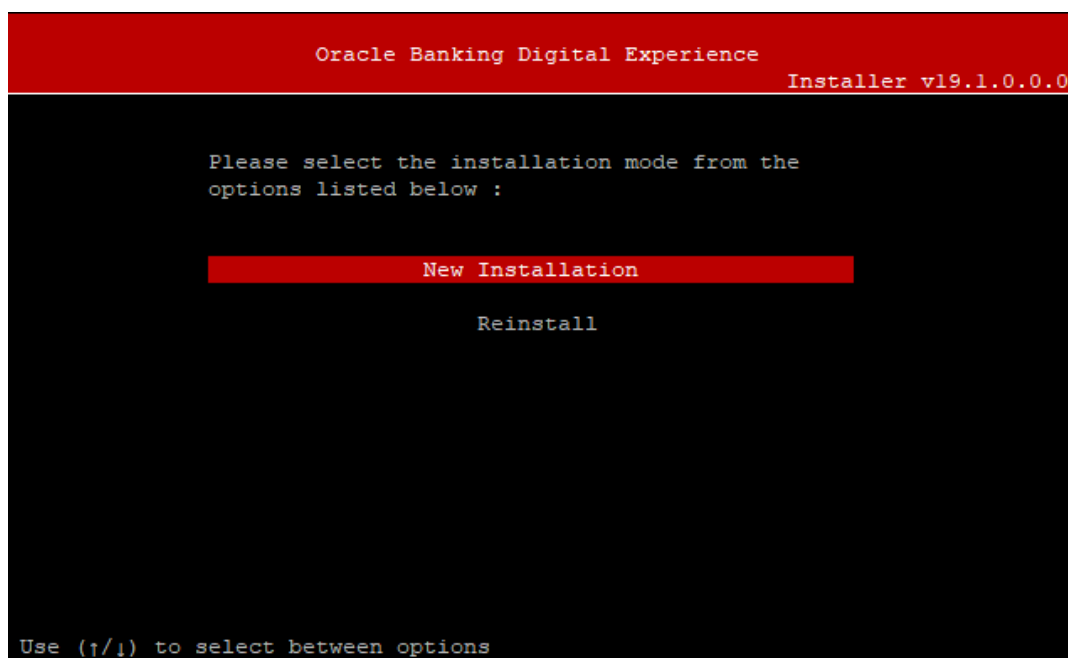 Oracle Banking Digital Experience
Installer v19.1.0.0.0
Please select the installation mode from the
options listed below :
New Installation
Reinstall
Use (↑/↓) to select between options